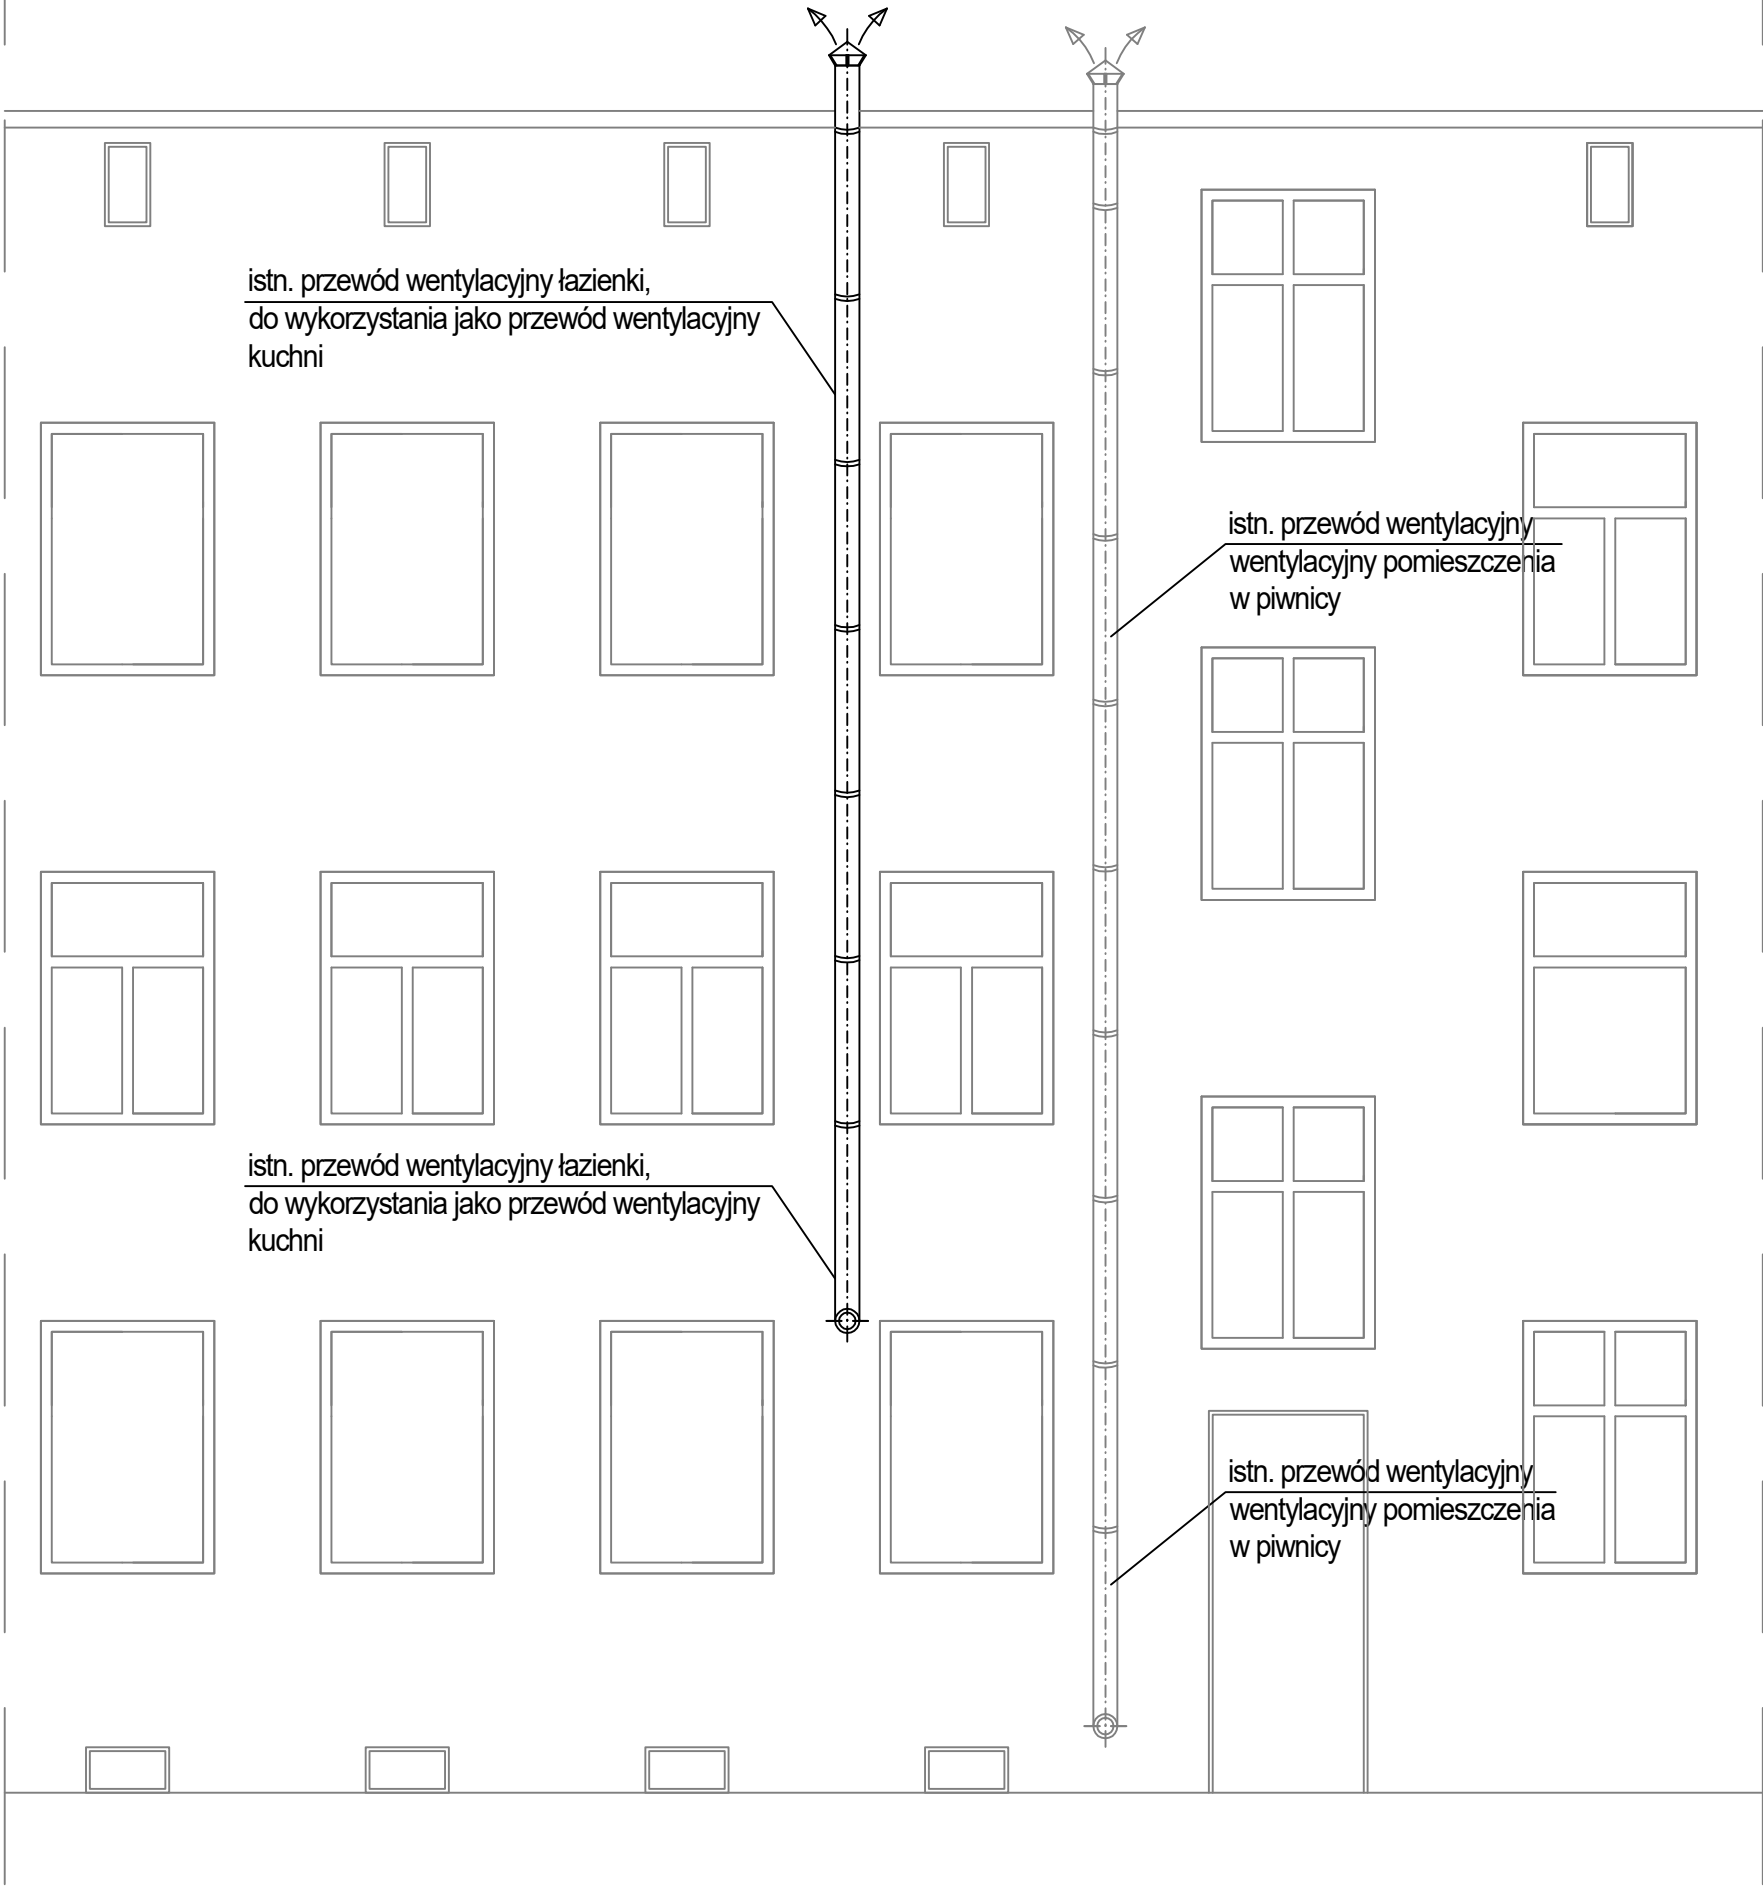 istn. przewód wentylacyjny łazienki,
do wykorzystania jako przewód wentylacyjny
kuchni
istn. przewód wentylacyjny
wentylacyjny pomieszczenia
w piwnicy
istn. przewód wentylacyjny łazienki,
do wykorzystania jako przewód wentylacyjny
kuchni
istn. przewód wentylacyjny
wentylacyjny pomieszczenia
w piwnicy